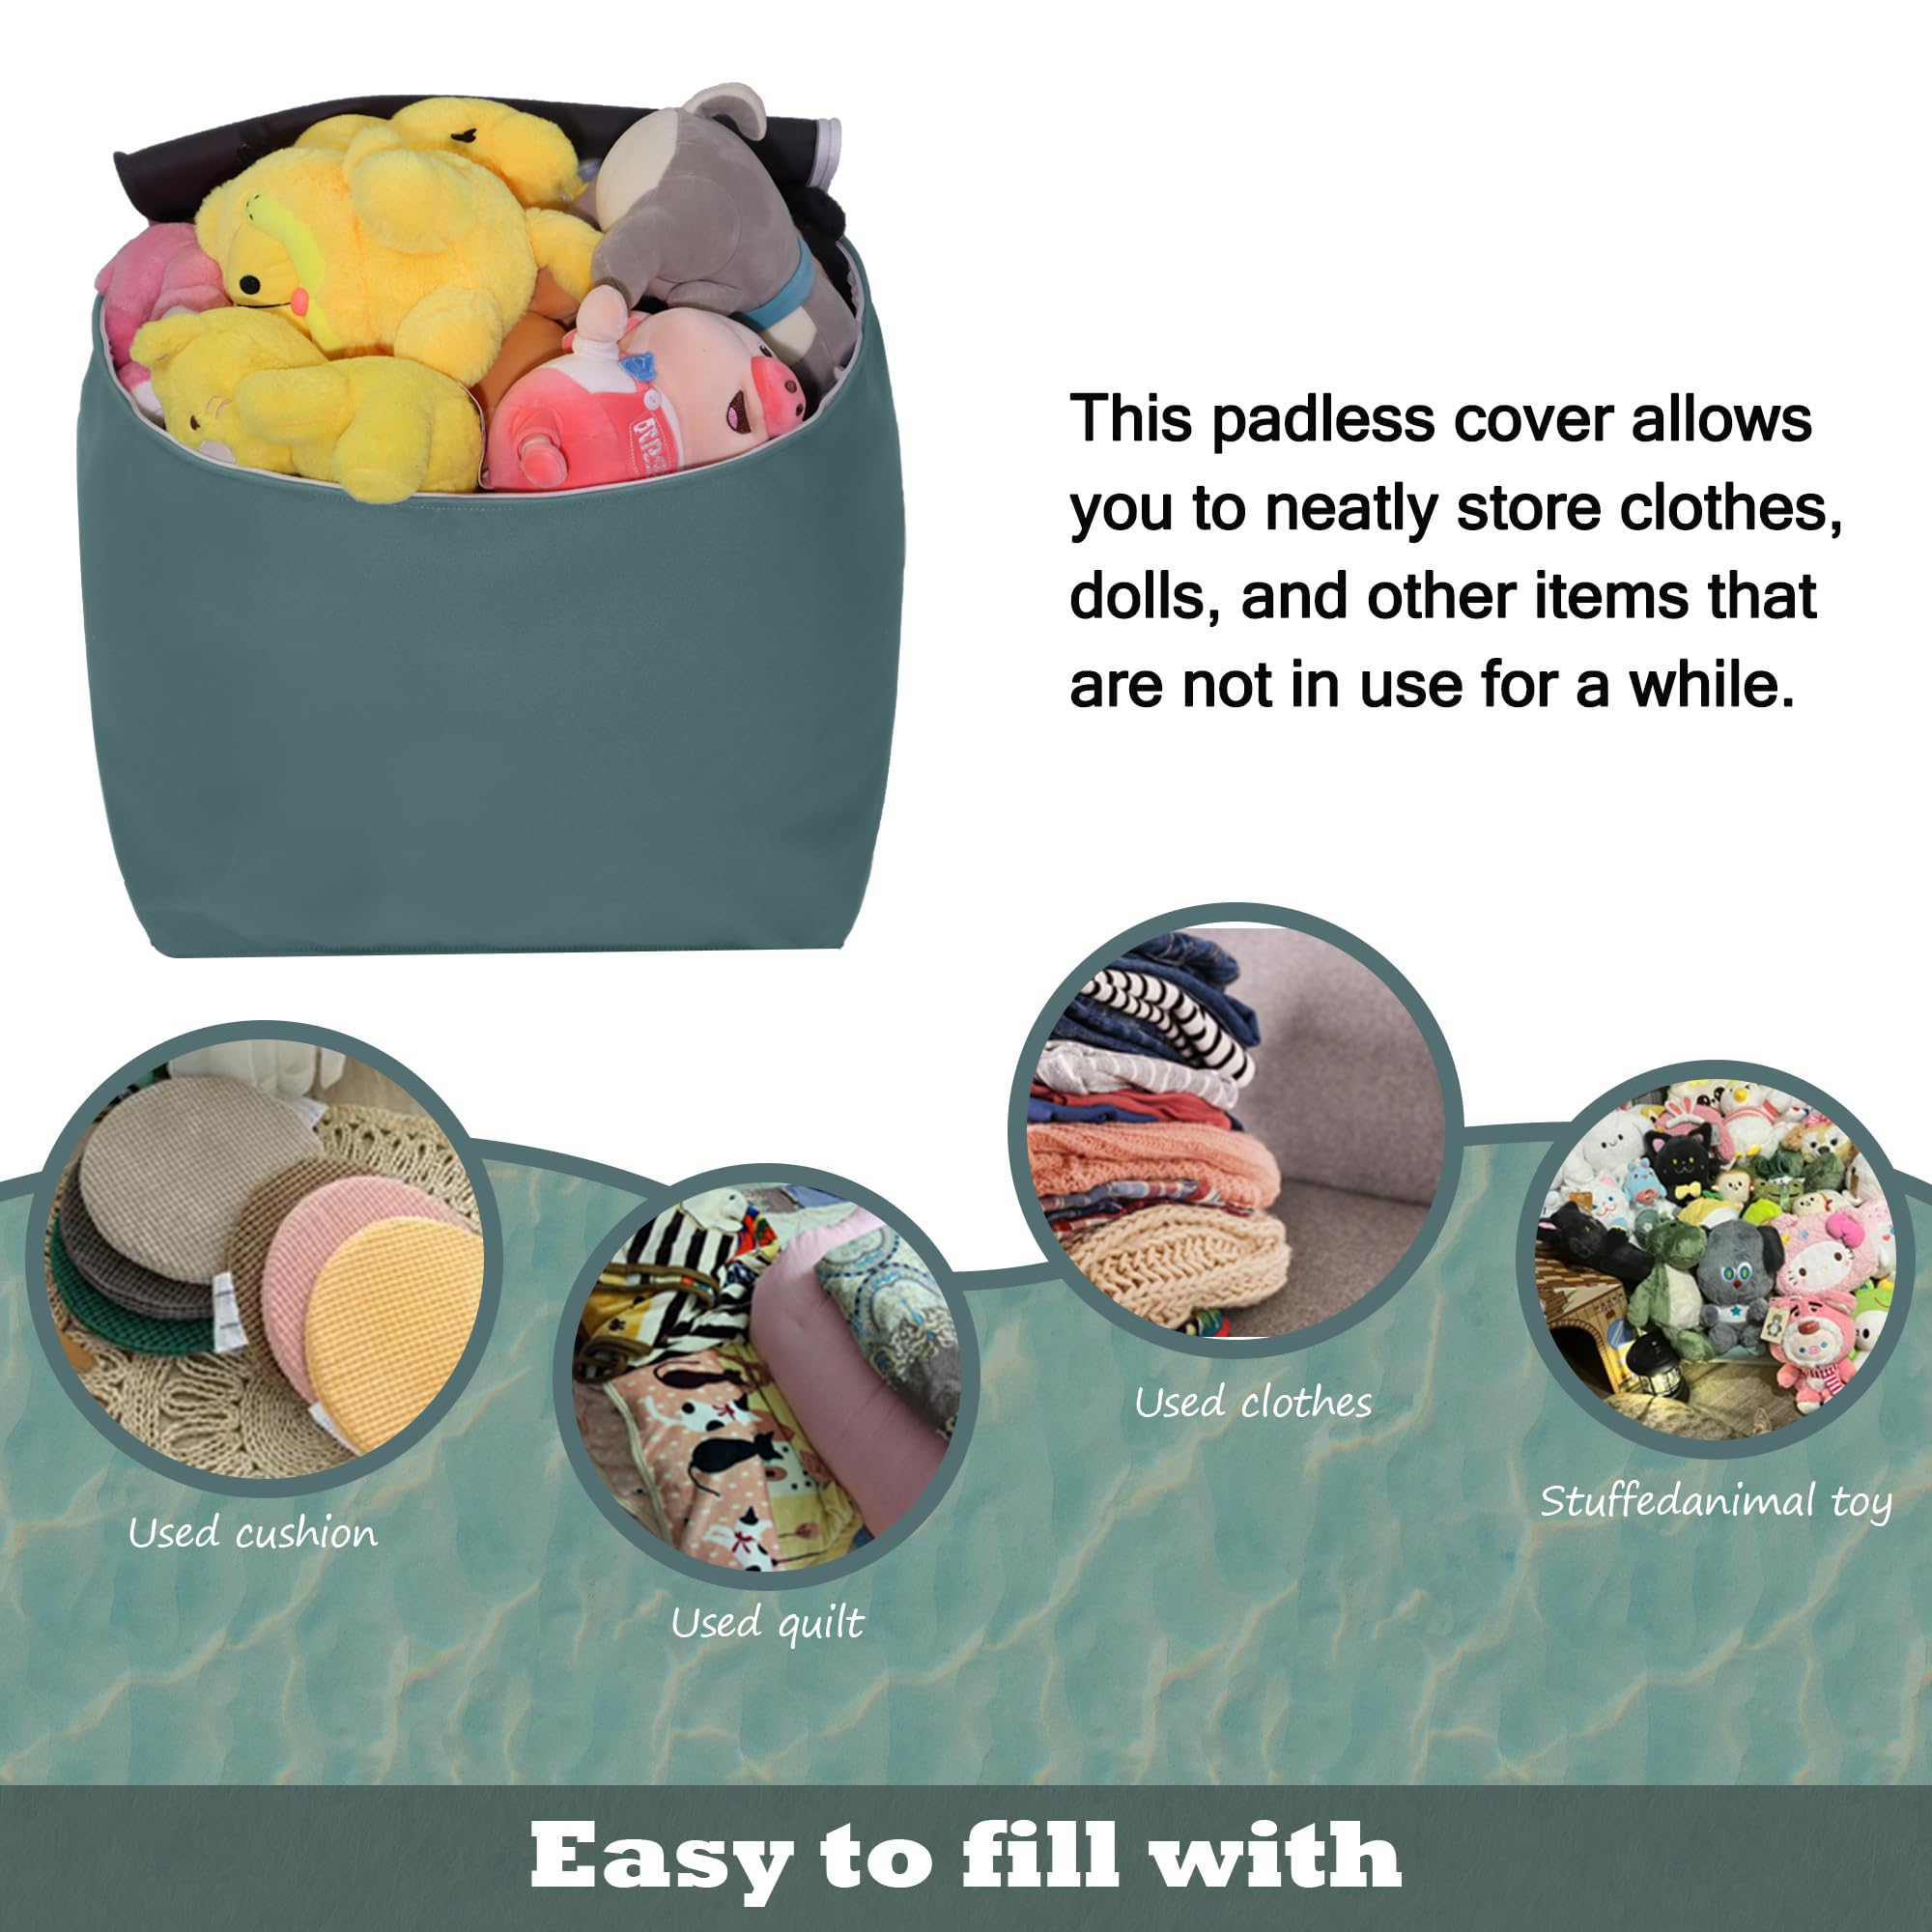 This padless cover allows
you to neatly store clothes,
dolls, and other items that
are not in use for a while.
Used cushion
Used quilt
Used clothes
Stuffedanimal toy
Easy to fill with